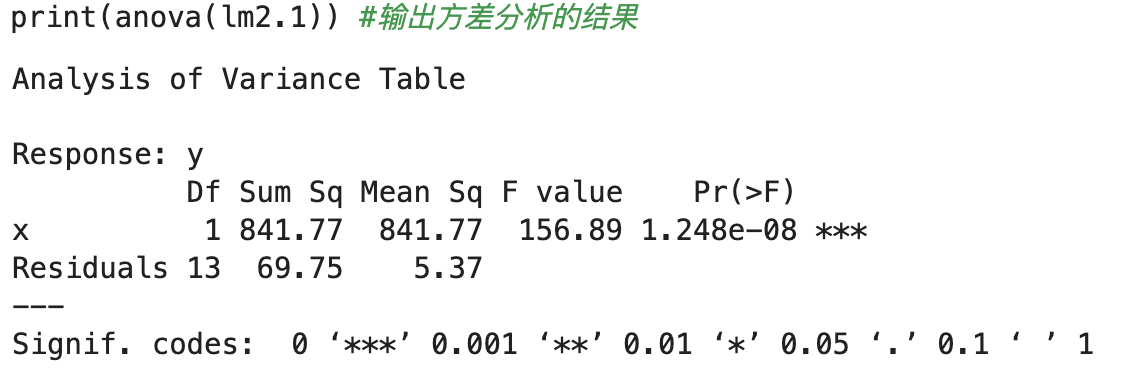 print(anova(lm2.1)) #输出方差分析的结果
Analysis of Variance Table
Response: y
          Df Sum Sq Mean Sq F value    Pr(>F)
x          1 841.77  841.77  156.89 1.248e-08 ***
Residuals 13  69.75    5.37
---
Signif. codes:  0 ‘***’ 0.001 ‘**’ 0.01 ‘*’ 0.05 ‘.’ 0.1 ‘ ’ 1